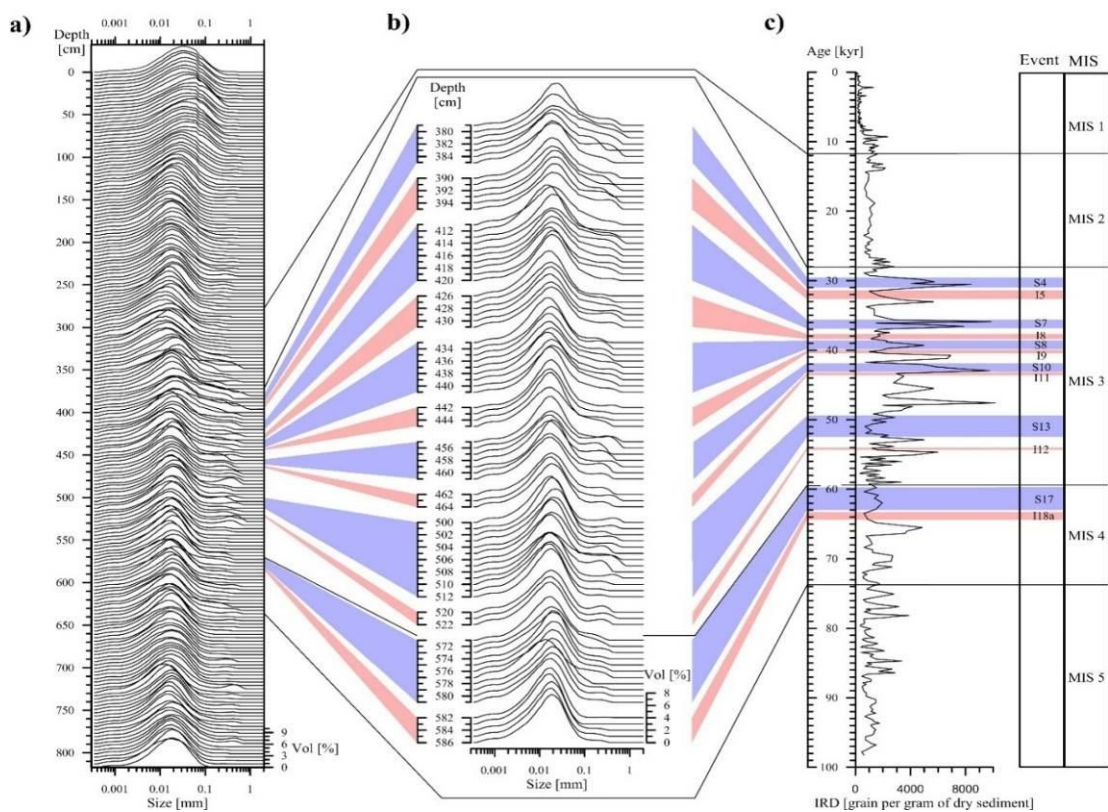 a)
b)
c)
0.001 0.01 0.1 1
Depth
[cm]
0
50
100
150
200
250
300
350
400
450
500
550
600
650
700
750
800
9
6
3
0
Vol [%]
0.001 0.01 0.1 1
Size [mm]
Depth
[cm]
380
382
384
390
392
394
412
414
416
418
420
426
428
430
434
436
438
440
442
444
456
458
460
462
464
500
502
504
506
508
510
512
520
522
572
574
576
578
580
582
584
586
Vol [%]
8
6
4
2
0
0.001 0.01 0.1 1
Size [mm]
Age [kyr]
0
10
20
30
40
50
60
70
80
90
100
0 4000 8000
IRD [grain per gram of dry sediment]
Event MIS
S4
I5
S7
I8
S8
I9
S10
I11
S13
I12
S17
I18a
MIS 1
MIS 2
MIS 3
MIS 4
MIS 5